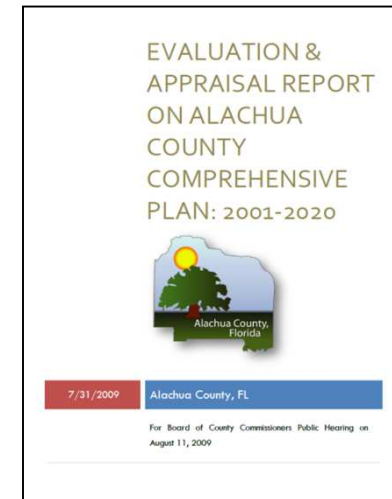 EVALUATION &
APPRAISAL REPORT
ON ALACHUA
COUNTY
COMPREHENSIVE
PLAN: 2001-2020
Alachua County,
Florida
7/31/2009 Alachua County, FL
For Board of County Commissioners Public Hearing on
August 11, 2009